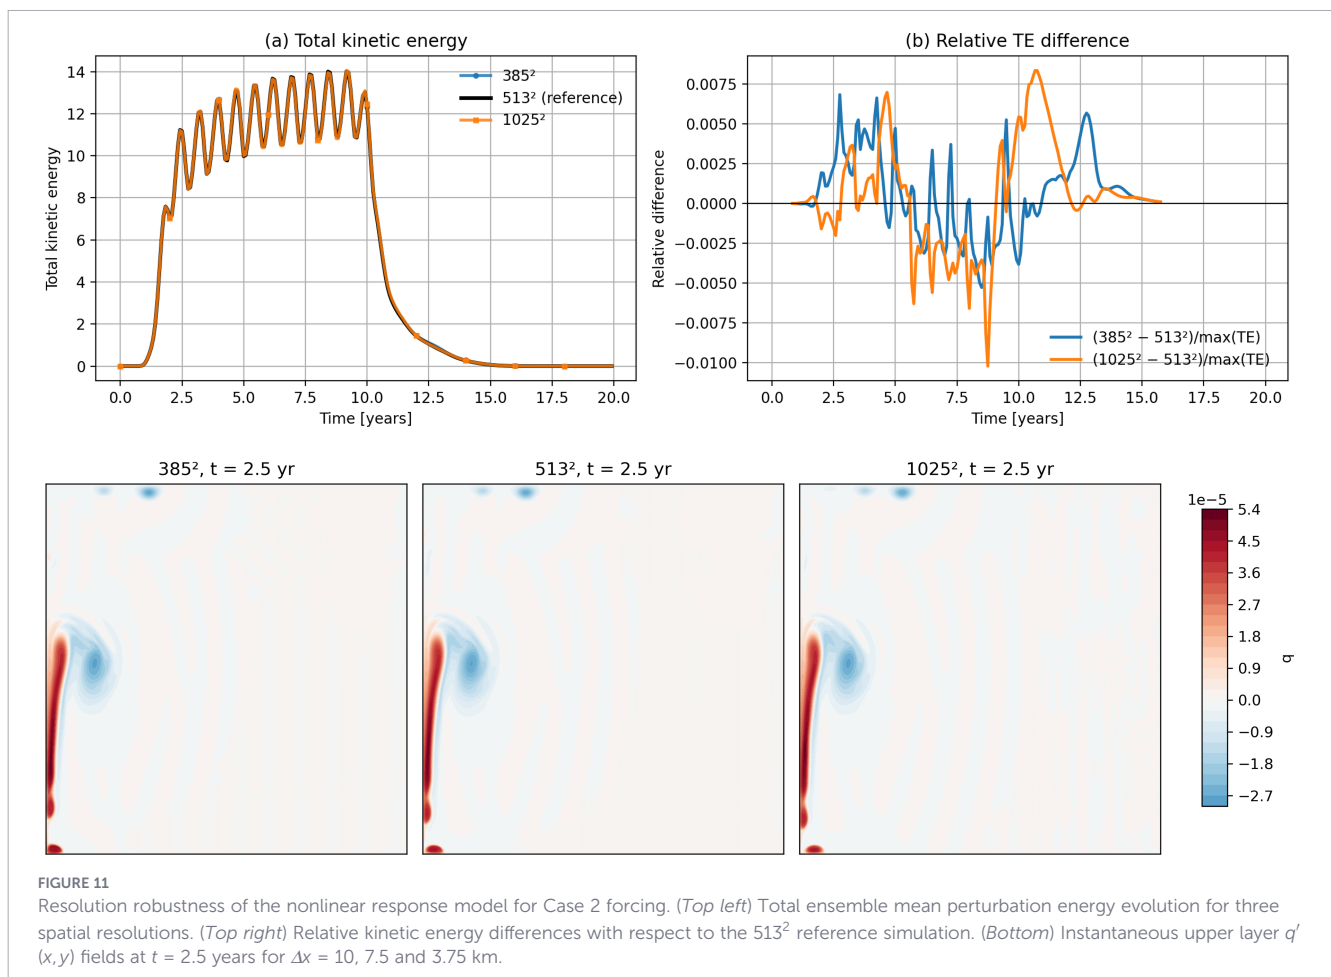 (a) Total kinetic energy
14
12
10
8
6
4
2
0
Total kinetic energy
385²
513² (reference)
1025²
0.0 2.5 5.0 7.5 10.0 12.5 15.0 17.5 20.0
Time [years]
(b) Relative TE difference
0.0075
0.0050
0.0025
0.0000
−0.0025
−0.0050
−0.0075
−0.0100
Relative difference
(385² − 513²)/max(TE)
(1025² − 513²)/max(TE)
0.0 2.5 5.0 7.5 10.0 12.5 15.0 17.5 20.0
Time [years]
385², t = 2.5 yr
513², t = 2.5 yr
1025², t = 2.5 yr
1e−5
5.4
4.5
3.6
2.7
1.8
0.9
0.0
−0.9
−1.8
−2.7
q
FIGURE 11
Resolution robustness of the nonlinear response model for Case 2 forcing. (Top left) Total ensemble mean perturbation energy evolution for three
spatial resolutions. (Top right) Relative kinetic energy differences with respect to the 513² reference simulation. (Bottom) Instantaneous upper layer q′
(x, y) fields at t = 2.5 years for Δx = 10, 7.5 and 3.75 km.